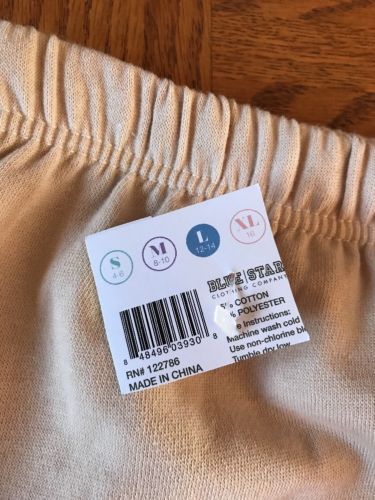 S
4-6
M
8-10
L
12-14
XL
16
BLUE STAR
CLOTHING COMPANY
% COTTON
% POLYESTER
Instructions:
Machine wash cold
Use non-chlorine
Tumble dry low
8 48496 03930 8
RN# 122786
MADE IN CHINA